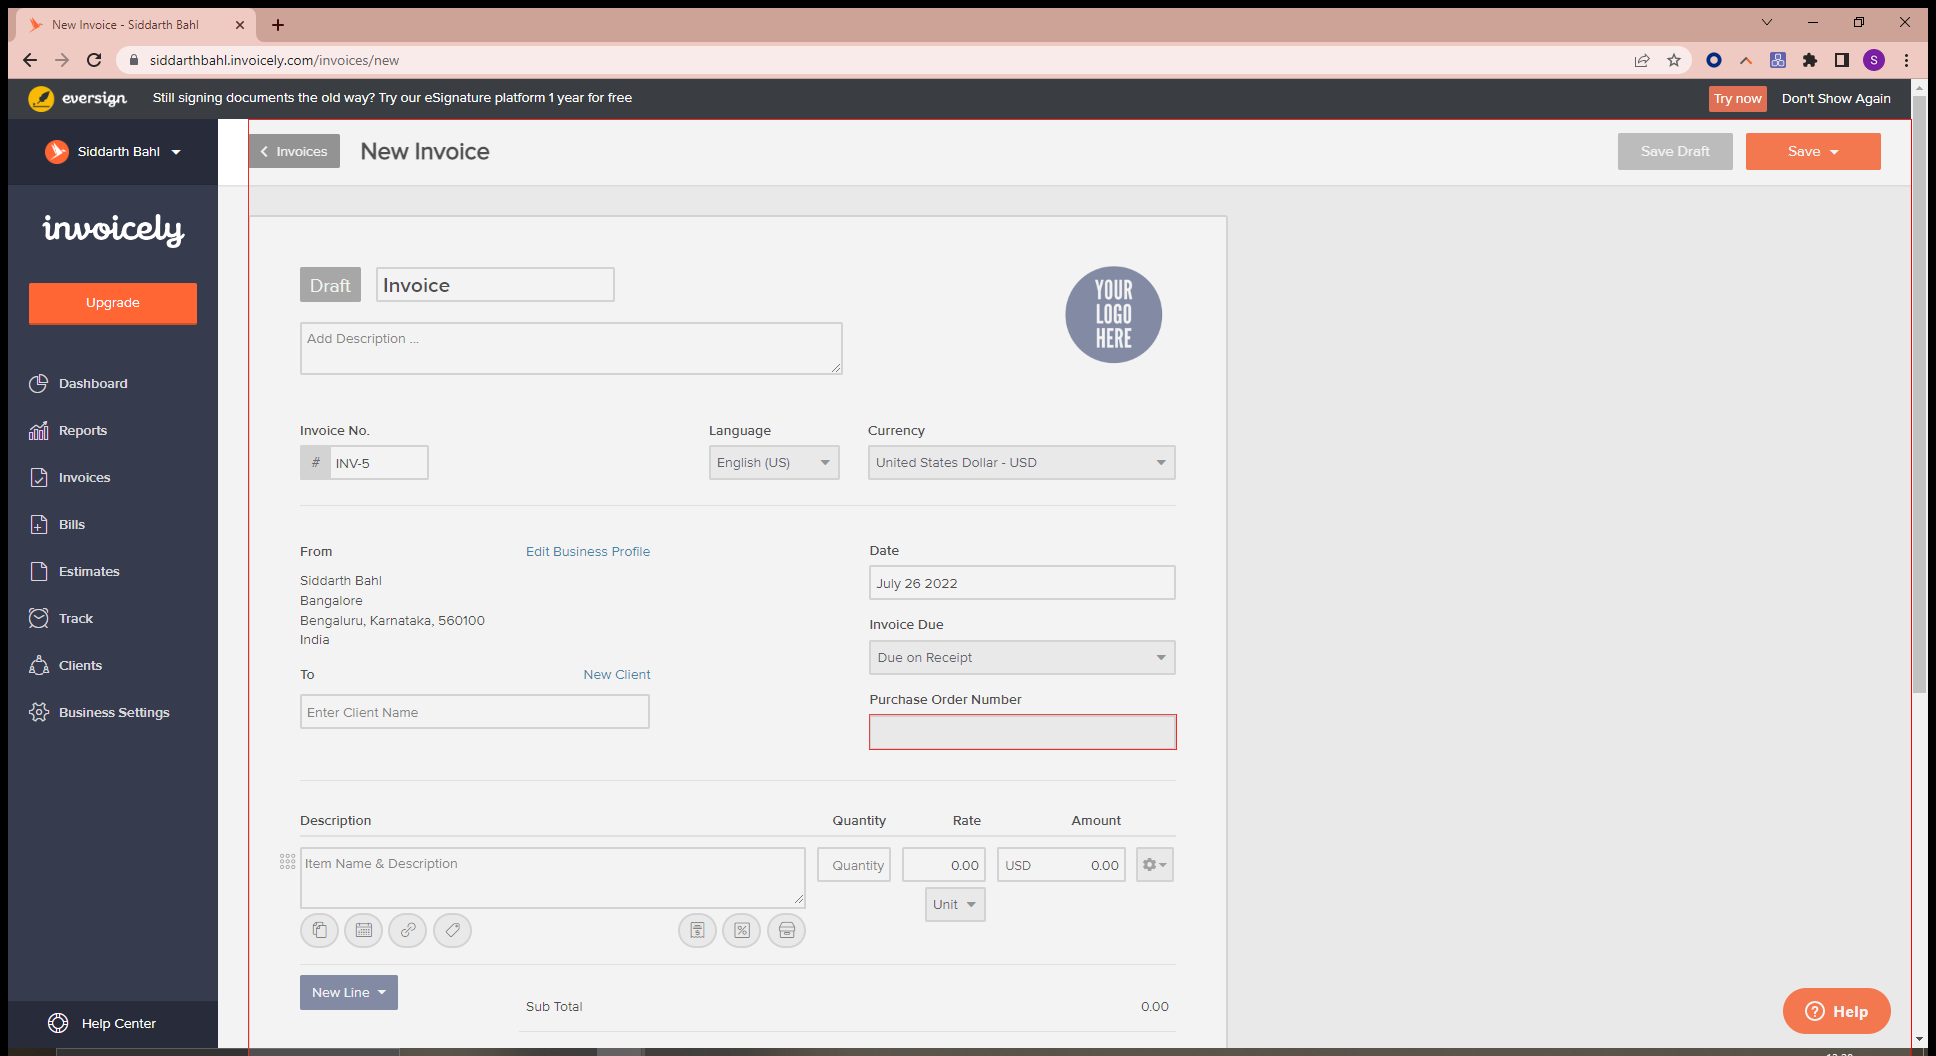 New Invoice - Siddarth Bahl
siddarthbahl.invoicely.com/invoices/new
S
eversign
Still signing documents the old way? Try our eSignature platform 1 year for free
Try now
Don't Show Again
Siddarth Bahl
Invoices
New Invoice
Save Draft
Save
invoicely
Upgrade
Dashboard
Reports
Invoices
Bills
Estimates
Track
Clients
Business Settings
Help Center
Draft
Invoice
YOUR
LOGO
HERE
Add Description ...
Invoice No.
# INV-5
Language
English (US)
Currency
United States Dollar - USD
From
Edit Business Profile
Siddarth Bahl
Bangalore
Bengaluru, Karnataka, 560100
India
To
New Client
Enter Client Name
Date
July 26 2022
Invoice Due
Due on Receipt
Purchase Order Number
Description Quantity Rate Amount
Item Name & Description Quantity 0.00 USD 0.00
Unit
New Line
Sub Total 0.00
Help